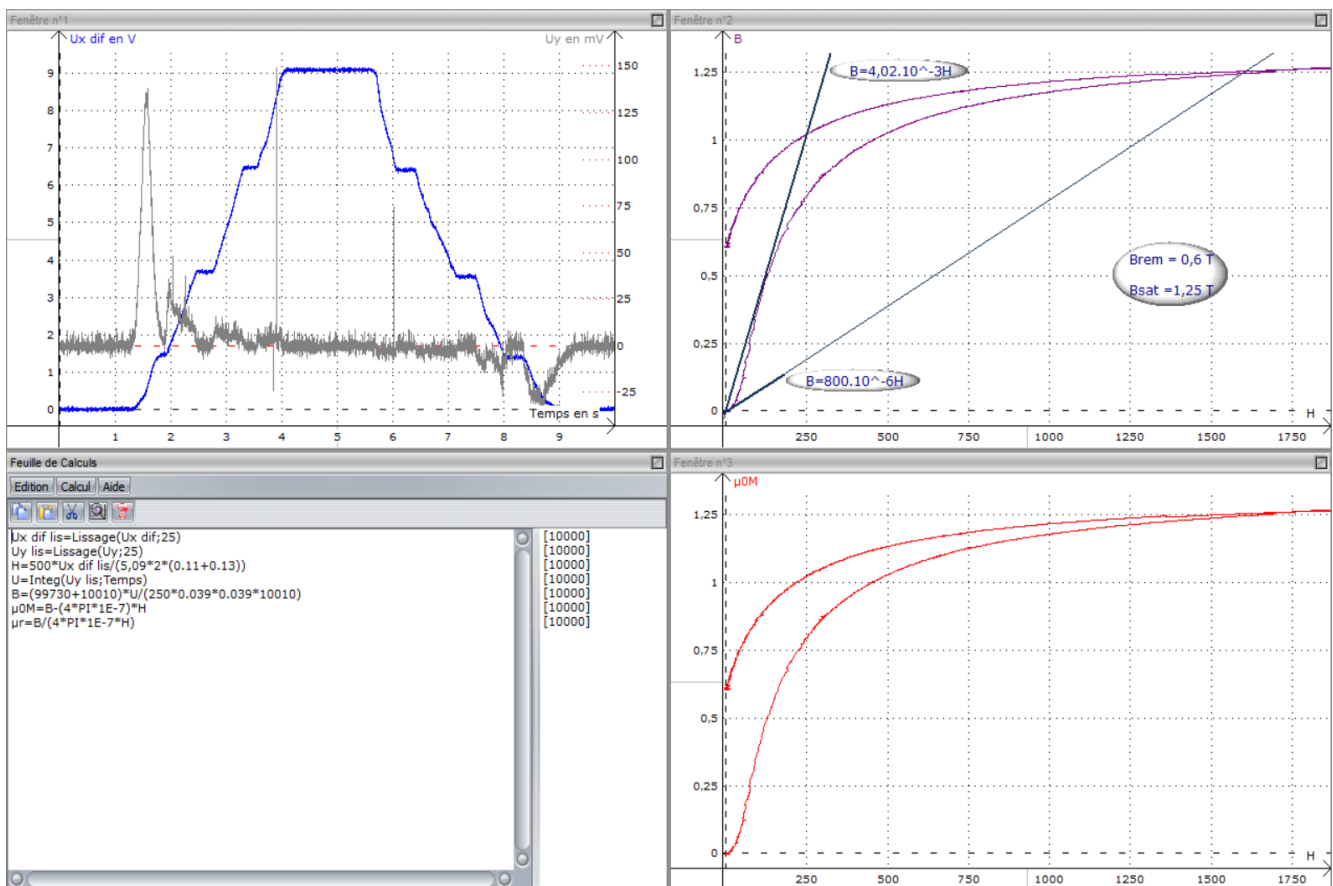 Fenêtre n°1
Ux dif en V
Uy en mV
9
8
7
6
5
4
3
2
1
0
150
125
100
75
50
25
0
-25
Temps en s
1 2 3 4 5 6 7 8 9
Fenêtre n°2
B
1,25
1
0,75
0,5
0,25
0
B=4,02.10^-3H
Brem = 0,6 T
Bsat =1,25 T
B=800.10^-6H
H
250 500 750 1000 1250 1500 1750
Feuille de Calculs
Edition Calcul Aide
Ux dif lis=Lissage(Ux dif;25) [10000]
Uy lis=Lissage(Uy;25) [10000]
H=500*Ux dif lis/(5,09*2*(0.11+0.13)) [10000]
U=Integ(Uy lis;Temps) [10000]
B=(99730+10010)*U/(250*0.039*0.039*10010) [10000]
µ0M=B-(4*PI*1E-7)*H [10000]
µr=B/(4*PI*1E-7*H) [10000]
Fenêtre n°3
µ0M
1,25
1
0,75
0,5
0,25
0
H
250 500 750 1000 1250 1500 1750